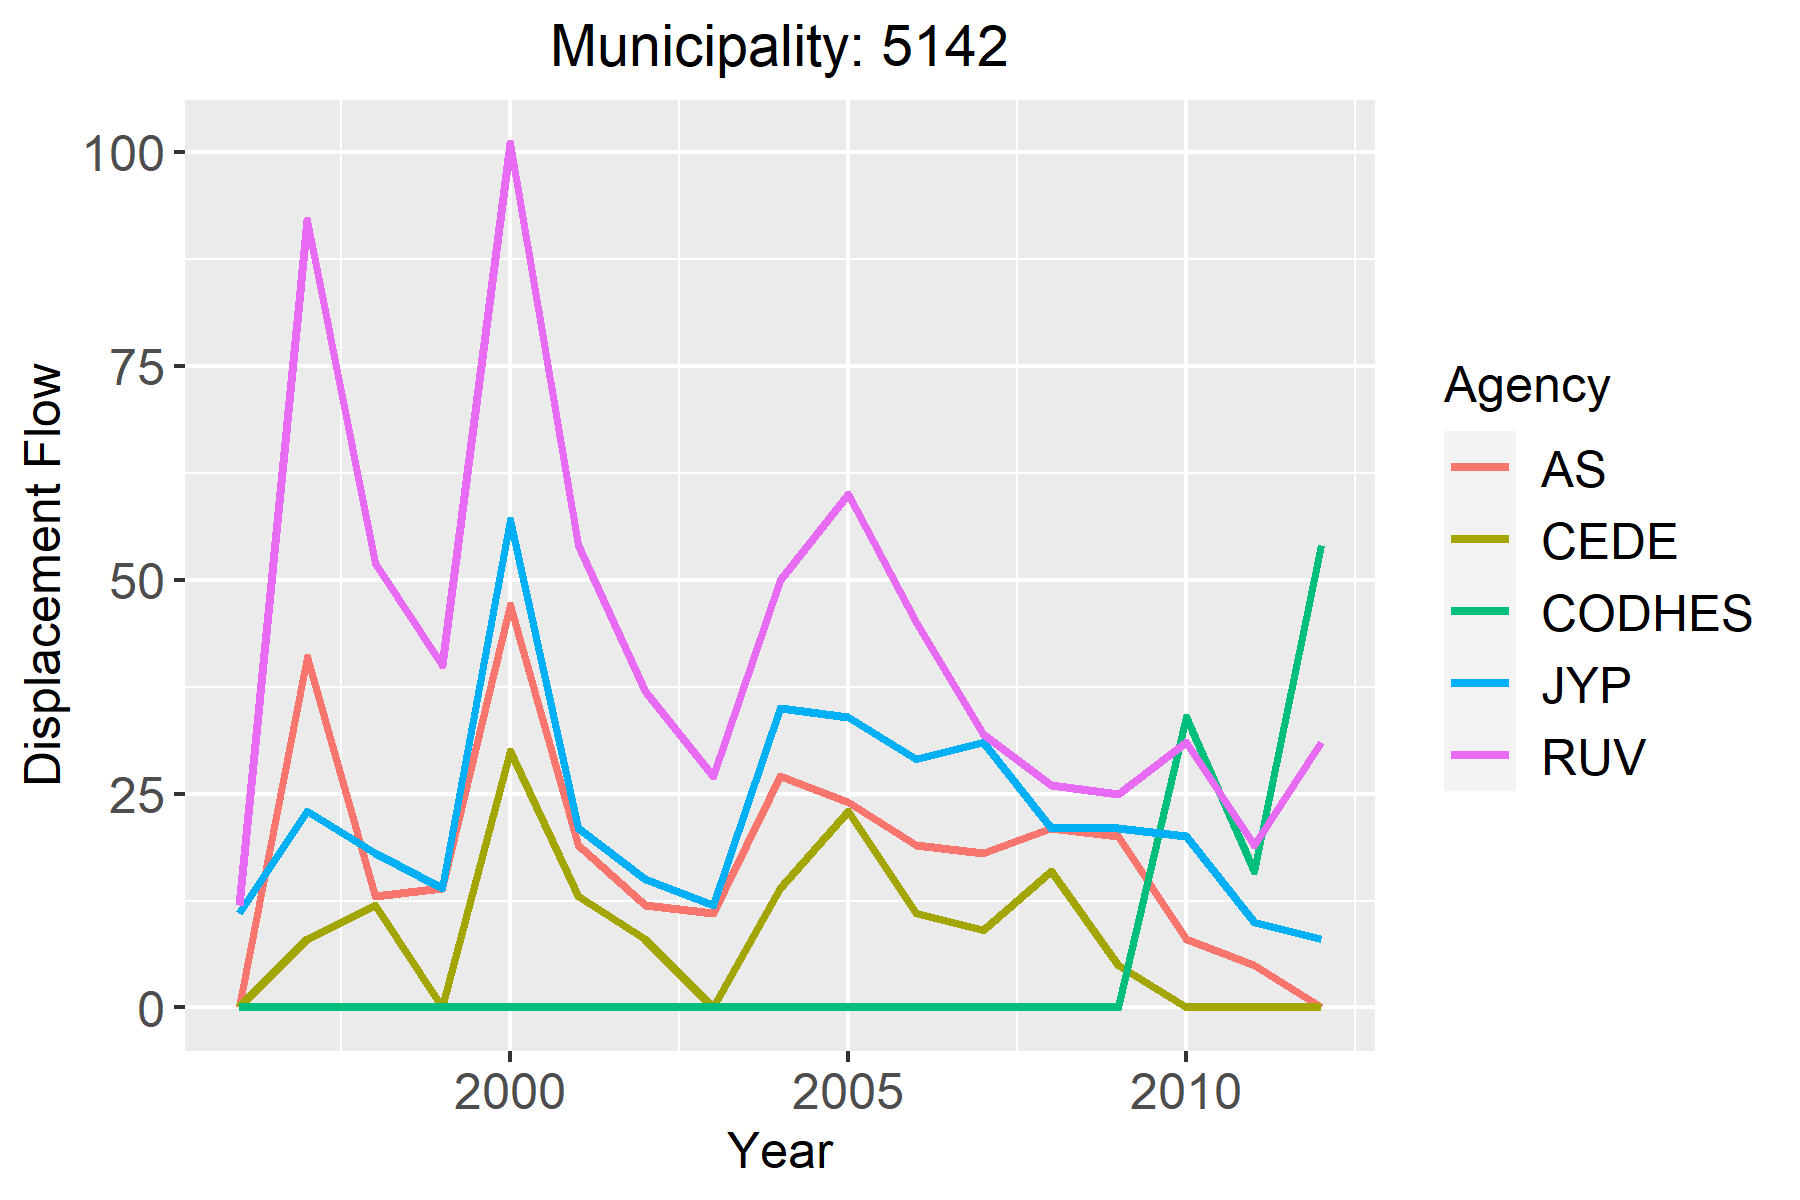 Municipality: 5142
100
75
50
25
0
Displacement Flow
2000
2005
2010
Year
Agency
AS
CEDE
CODHES
JYP
RUV